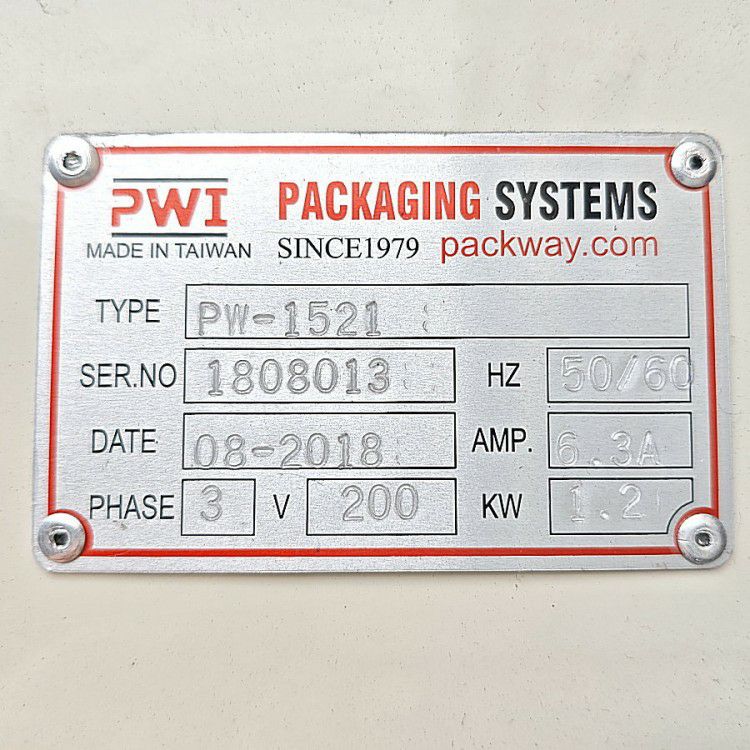 PWI PACKAGING SYSTEMS
MADE IN TAIWAN SINCE1979 packway.com
TYPE PW-1521
SER.NO 1808013 HZ 50/60
DATE 08-2018 AMP. 6.3A
PHASE 3 V 200 KW 1.2